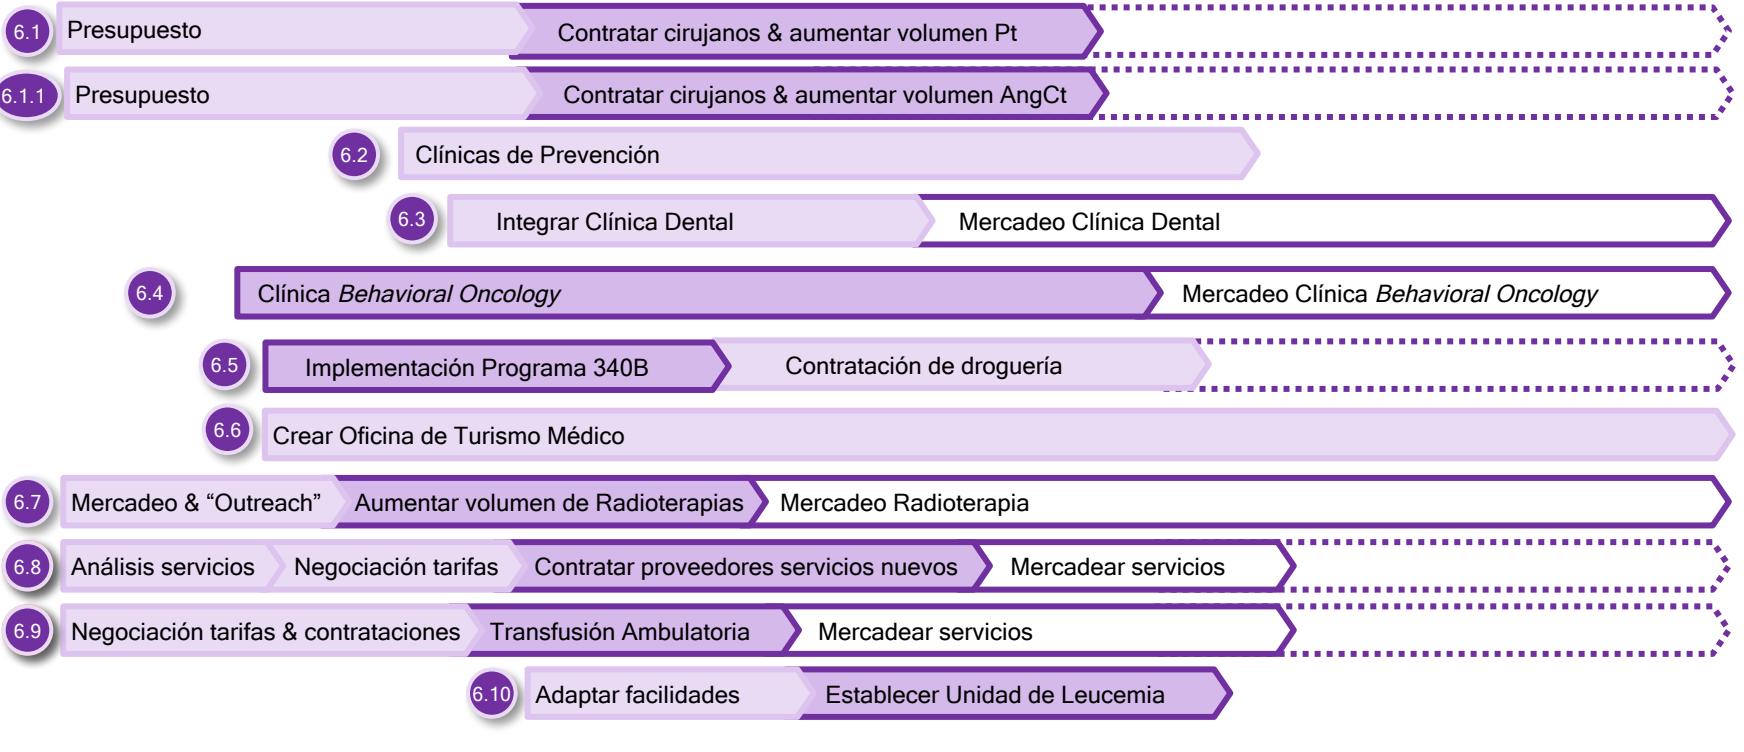 6.1 Presupuesto Contratar cirujanos & aumentar volumen Pt
6.1.1 Presupuesto Contratar cirujanos & aumentar volumen AngCt
6.2 Clínicas de Prevención
6.3 Integrar Clínica Dental Mercadeo Clínica Dental
6.4 Clínica Behavioral Oncology Mercadeo Clínica Behavioral Oncology
6.5 Implementación Programa 340B Contratación de droguería
6.6 Crear Oficina de Turismo Médico
6.7 Mercadeo & “Outreach” Aumentar volumen de Radioterapias Mercadeo Radioterapia
6.8 Análisis servicios Negociación tarifas Contratar proveedores servicios nuevos Mercadear servicios
6.9 Negociación tarifas & contrataciones Transfusión Ambulatoria Mercadear servicios
6.10 Adaptar facilidades Establecer Unidad de Leucemia